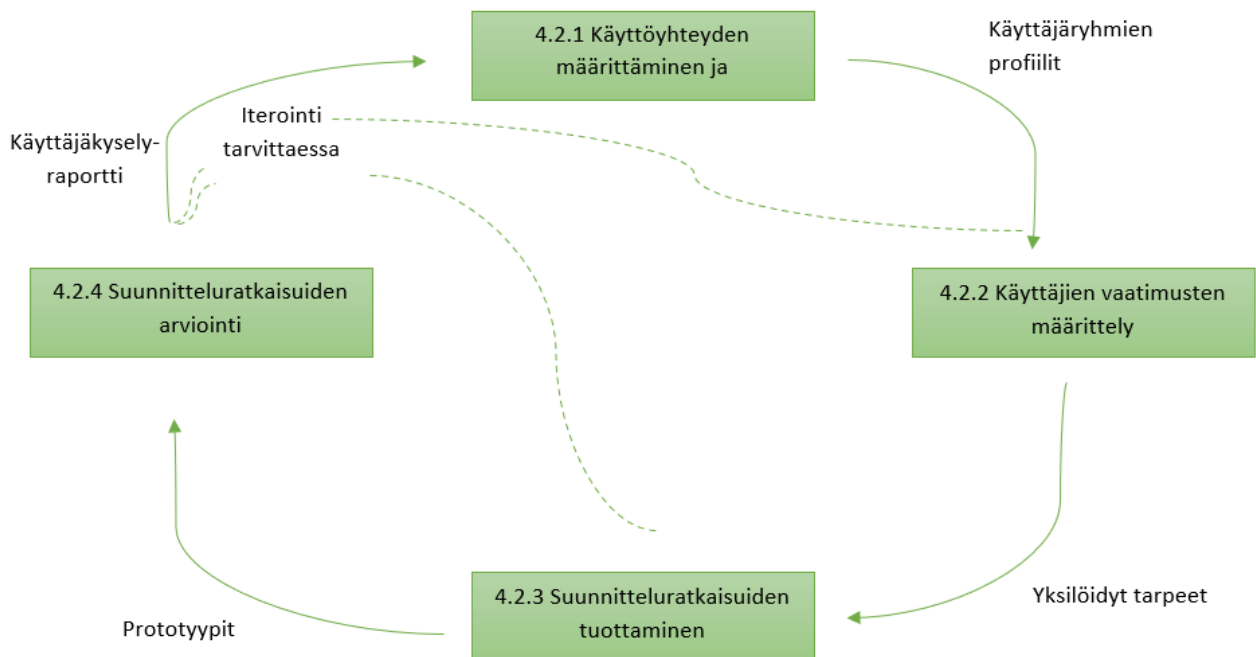 4.2.1 Käyttöyhteyden
määrittäminen ja
Käyttäjäryhmien
profiilit
Iterointi
tarvittaessa
Käyttäjäkysely-
raportti
4.2.4 Suunnitteluratkaisuiden
arviointi
4.2.2 Käyttäjien vaatimusten
määrittely
4.2.3 Suunnitteluratkaisuiden
tuottaminen
Yksilöidyt tarpeet
Prototyypit